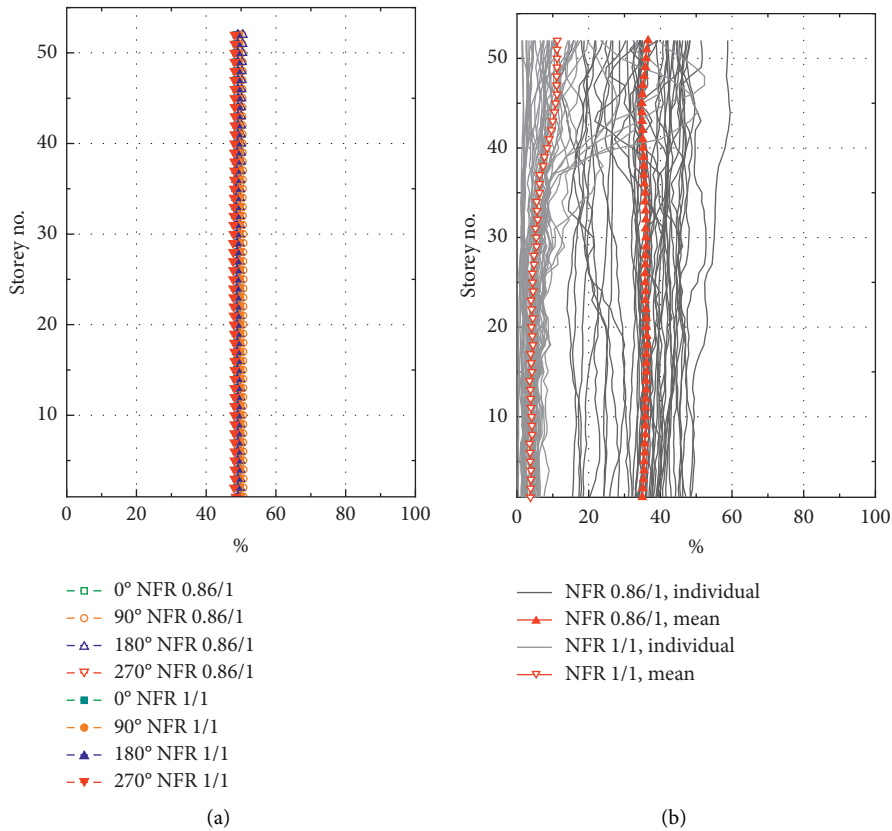 50
40
30
20
10
Storey no.
0 20 40 60 80 100
%
0° NFR 0.86/1
90° NFR 0.86/1
180° NFR 0.86/1
270° NFR 0.86/1
0° NFR 1/1
90° NFR 1/1
180° NFR 1/1
270° NFR 1/1
(a)
50
40
30
20
10
Storey no.
0 20 40 60 80 100
%
NFR 0.86/1, individual
NFR 0.86/1, mean
NFR 1/1, individual
NFR 1/1, mean
(b)